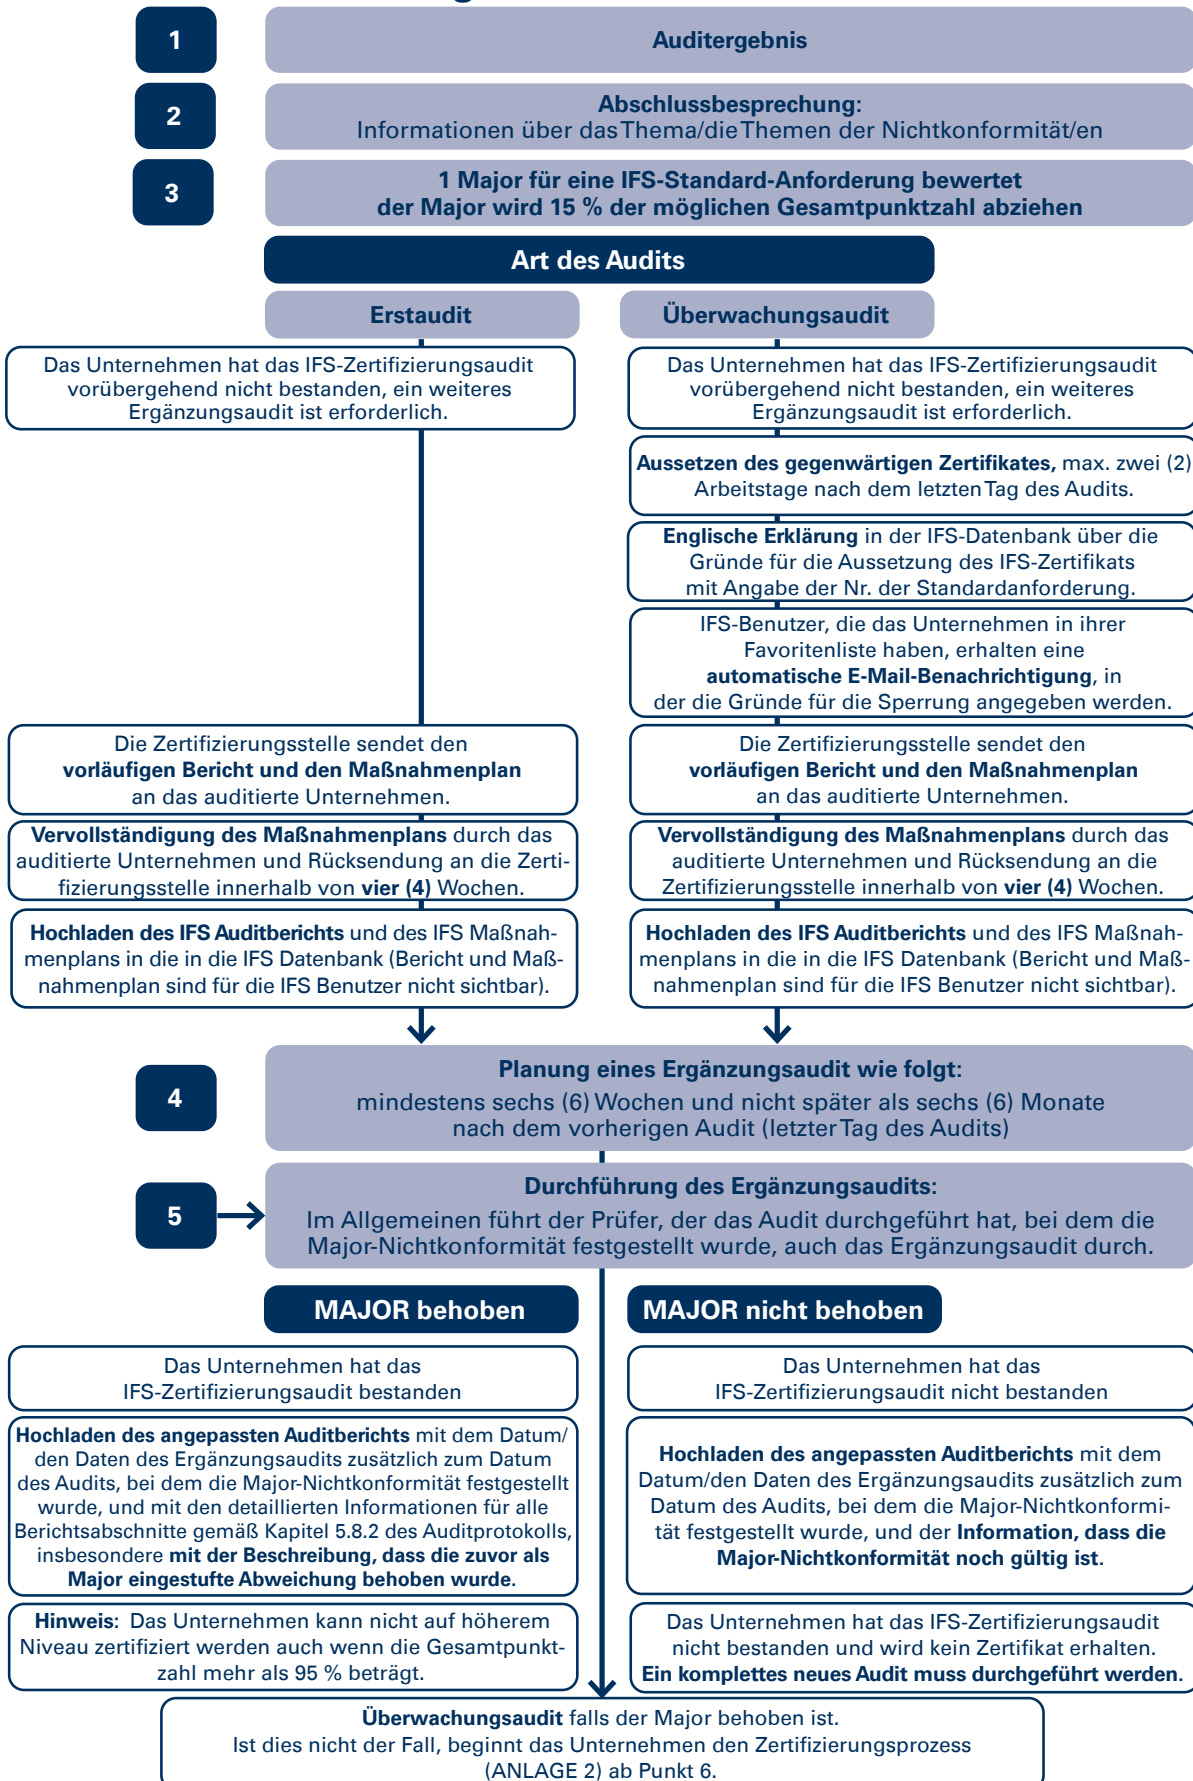 1
Auditergebnis
2
Abschlussbesprechung:
Informationen über das Thema/die Themen der Nichtkonformität/en
3
1 Major für eine IFS-Standard-Anforderung bewertet
der Major wird 15 % der möglichen Gesamtpunktzahl abziehen
Art des Audits
Erstaudit
Das Unternehmen hat das IFS-Zertifizierungsaudit
vorübergehend nicht bestanden, ein weiteres
Ergänzungsaudit ist erforderlich.
Die Zertifizierungsstelle sendet den
vorläufigen Bericht und den Maßnahmenplan
an das auditierte Unternehmen.
Vervollständigung des Maßnahmenplans durch das
auditierte Unternehmen und Rücksendung an die Zerti-
fizierungsstelle innerhalb von vier (4) Wochen.
Hochladen des IFS Auditberichts und des IFS Maßnah-
menplans in die in die IFS Datenbank (Bericht und Maß-
nahmenplan sind für die IFS Benutzer nicht sichtbar).
Überwachungsaudit
Das Unternehmen hat das IFS-Zertifizierungsaudit
vorübergehend nicht bestanden, ein weiteres
Ergänzungsaudit ist erforderlich.
Aussetzen des gegenwärtigen Zertifikates, max. zwei (2)
Arbeitstage nach dem letzten Tag des Audits.
Englische Erklärung in der IFS-Datenbank über die
Gründe für die Aussetzung des IFS-Zertifikats
mit Angabe der Nr. der Standardanforderung.
IFS-Benutzer, die das Unternehmen in ihrer
Favoritenliste haben, erhalten eine
automatische E-Mail-Benachrichtigung, in
der die Gründe für die Sperrung angegeben werden.
Die Zertifizierungsstelle sendet den
vorläufigen Bericht und den Maßnahmenplan
an das auditierte Unternehmen.
Vervollständigung des Maßnahmenplans durch das
auditierte Unternehmen und Rücksendung an die
Zertifizierungsstelle innerhalb von vier (4) Wochen.
Hochladen des IFS Auditberichts und des IFS Maßnah-
menplans in die in die IFS Datenbank (Bericht und Maß-
nahmenplan sind für die IFS Benutzer nicht sichtbar).
4
Planung eines Ergänzungsaudit wie folgt:
mindestens sechs (6) Wochen und nicht später als sechs (6) Monate
nach dem vorherigen Audit (letzter Tag des Audits)
5
Durchführung des Ergänzungsaudits:
Im Allgemeinen führt der Prüfer, der das Audit durchgeführt hat, bei dem die
Major-Nichtkonformität festgestellt wurde, auch das Ergänzungsaudit durch.
MAJOR behoben
Das Unternehmen hat das
IFS-Zertifizierungsaudit bestanden
Hochladen des angepassten Auditberichts mit dem Datum/
den Daten des Ergänzungsaudits zusätzlich zum Datum
des Audits, bei dem die Major-Nichtkonformität festgestellt
wurde, und mit den detaillierten Informationen für alle
Berichtsabschnitte gemäß Kapitel 5.8.2 des Auditprotokolls,
insbesondere mit der Beschreibung, dass die zuvor als
Major eingestufte Abweichung behoben wurde.
Hinweis: Das Unternehmen kann nicht auf höherem
Niveau zertifiziert werden auch wenn die Gesamtpunkt-
zahl mehr als 95 % beträgt.
MAJOR nicht behoben
Das Unternehmen hat das
IFS-Zertifizierungsaudit nicht bestanden
Hochladen des angepassten Auditberichts mit dem
Datum/den Daten des Ergänzungsaudits zusätzlich zum
Datum des Audits, bei dem die Major-Nichtkonformi-
tät festgestellt wurde, und der Information, dass die
Major-Nichtkonformität noch gültig ist.
Das Unternehmen hat das IFS-Zertifizierungsaudit
nicht bestanden und wird kein Zertifikat erhalten.
Ein komplettes neues Audit muss durchgeführt werden.
Überwachungsaudit falls der Major behoben ist.
Ist dies nicht der Fall, beginnt das Unternehmen den Zertifizierungsprozess
(ANLAGE 2) ab Punkt 6.